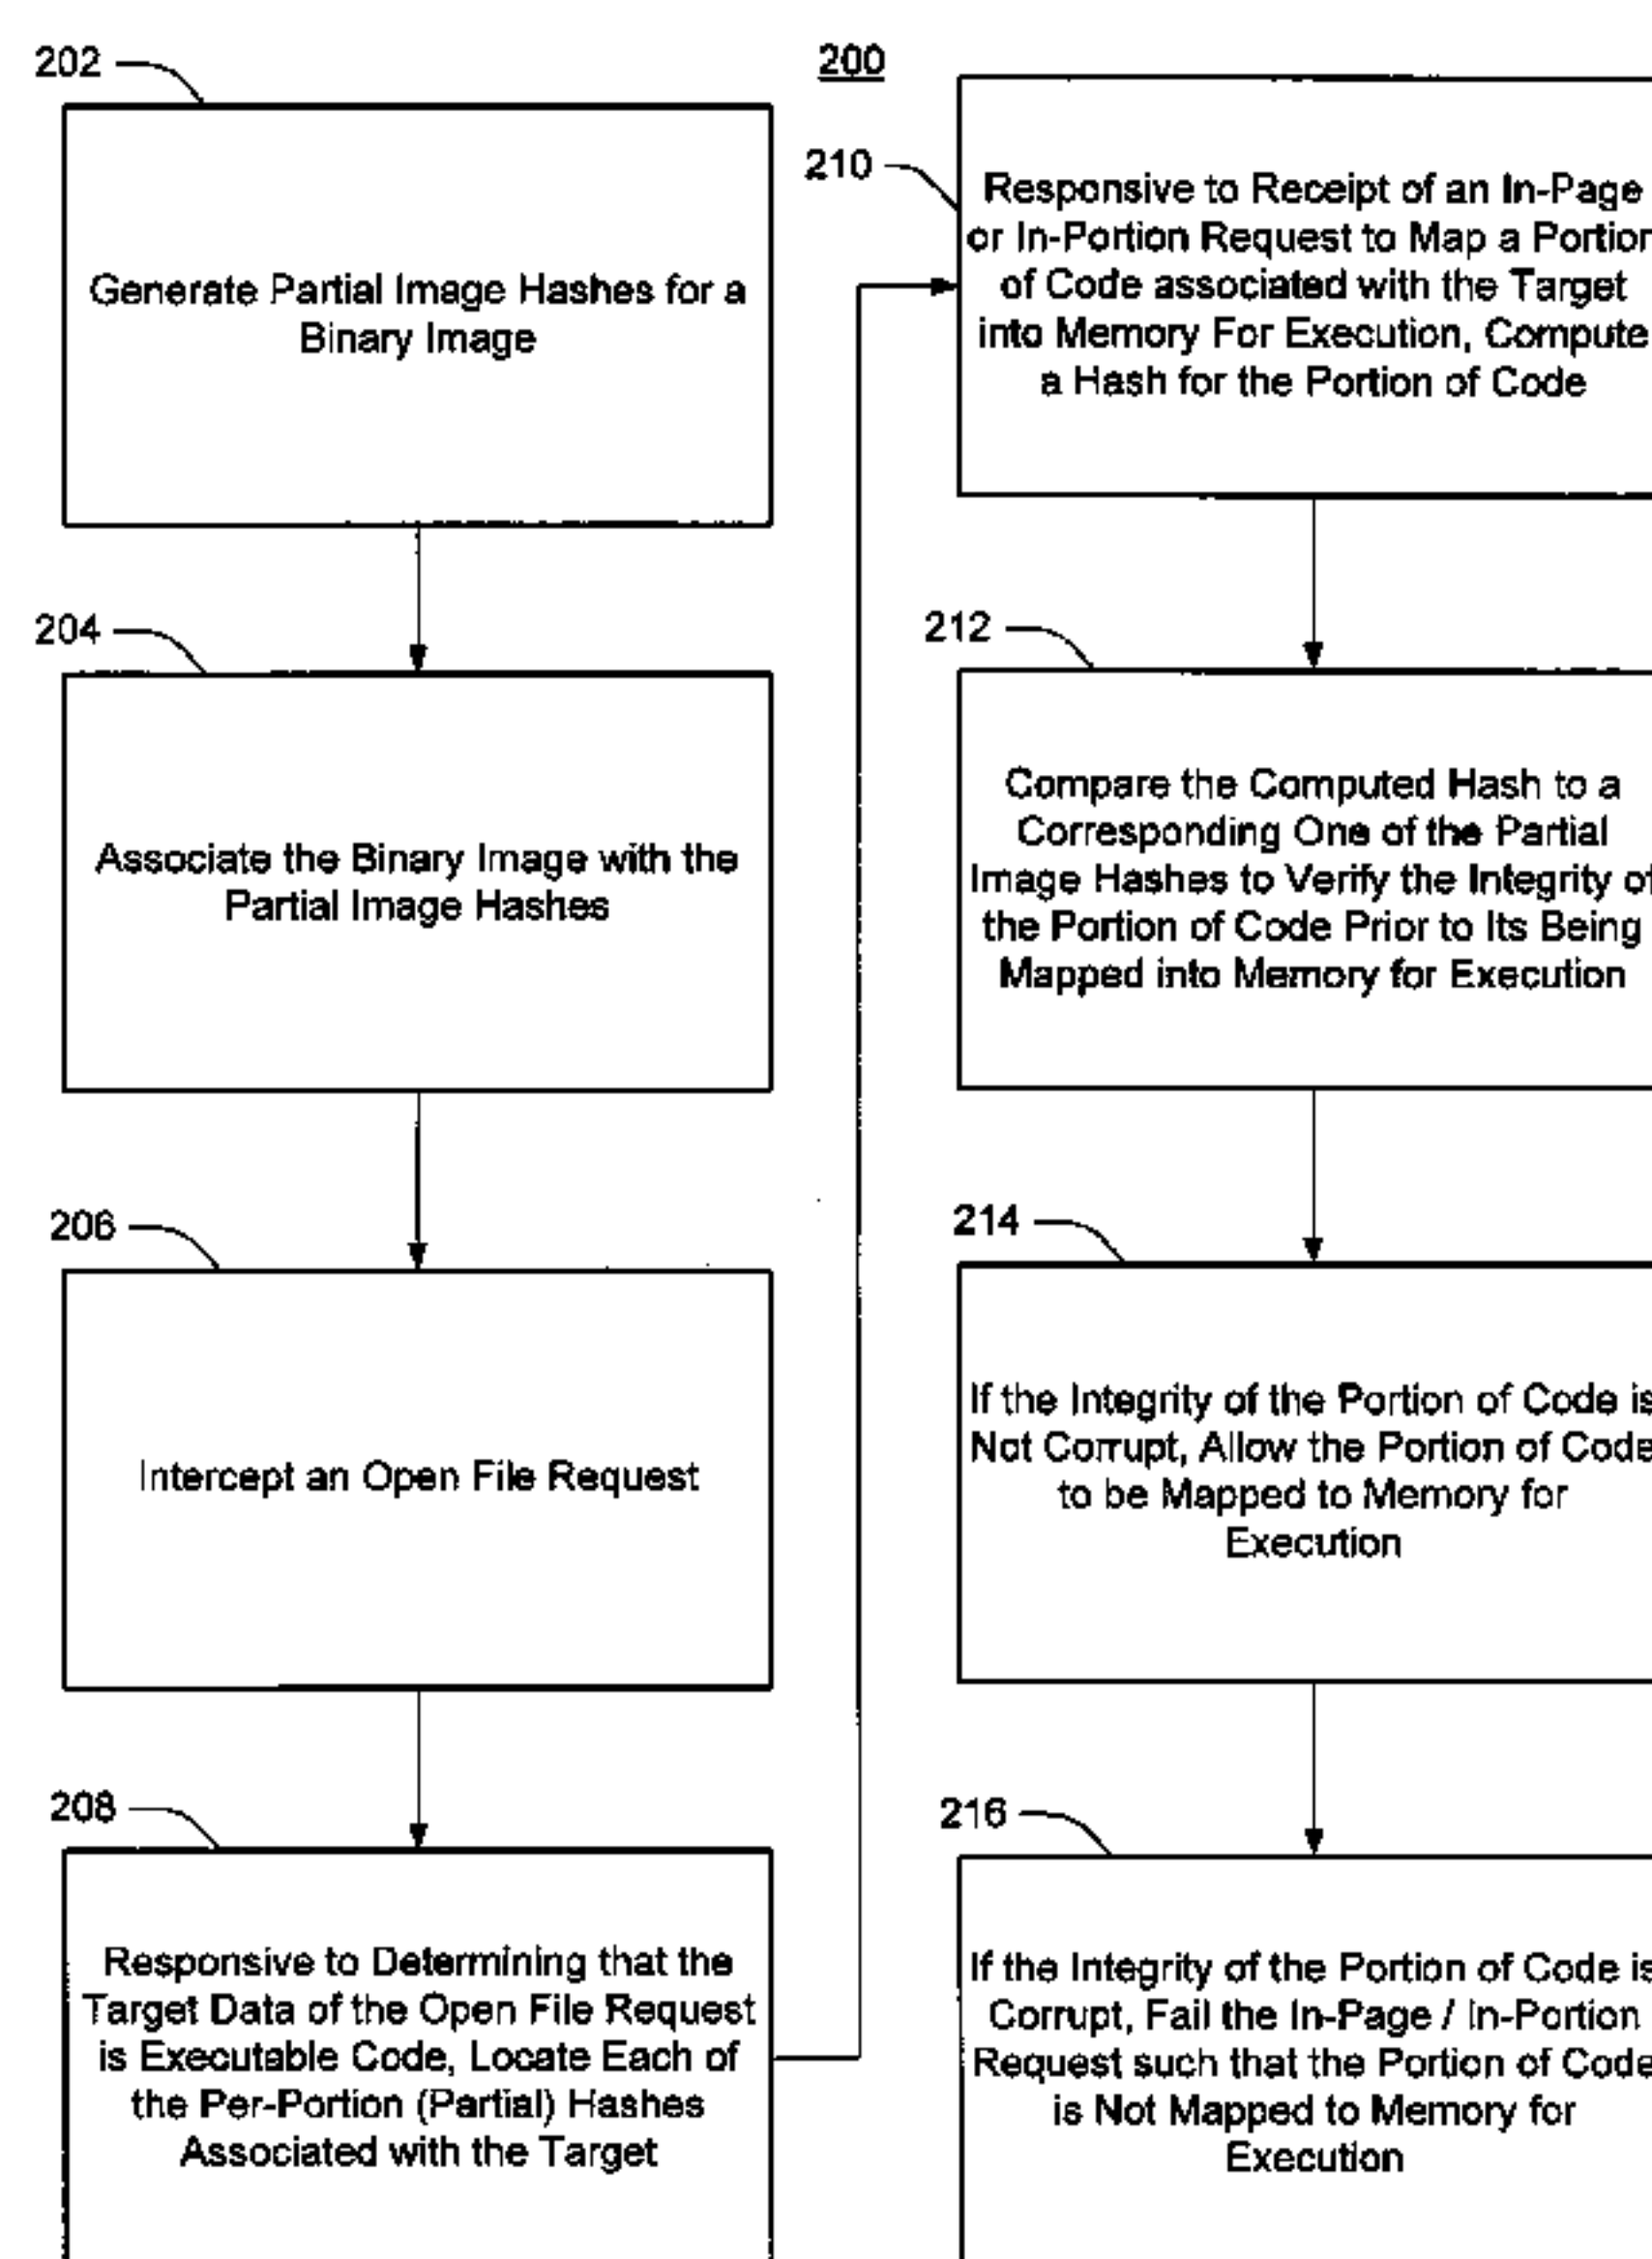 200
202
Generate Partial Image Hashes for a
Binary Image
204
Associate the Binary Image with the
Partial Image Hashes
206
Intercept an Open File Request
208
Responsive to Determining that the
Target Data of the Open File Request
is Executable Code, Locate Each of
the Per-Portion (Partial) Hashes
Associated with the Target
210
Responsive to Receipt of an In-Page
or In-Portion Request to Map a Portion
of Code associated with the Target
into Memory For Execution, Compute
a Hash for the Portion of Code
212
Compare the Computed Hash to a
Corresponding One of the Partial
Image Hashes to Verify the Integrity of
the Portion of Code Prior to Its Being
Mapped into Memory for Execution
214
If the Integrity of the Portion of Code is
Not Corrupt, Allow the Portion of Code
to be Mapped to Memory for
Execution
216
If the Integrity of the Portion of Code is
Corrupt, Fail the In-Page / In-Portion
Request such that the Portion of Code
is Not Mapped to Memory for
Execution